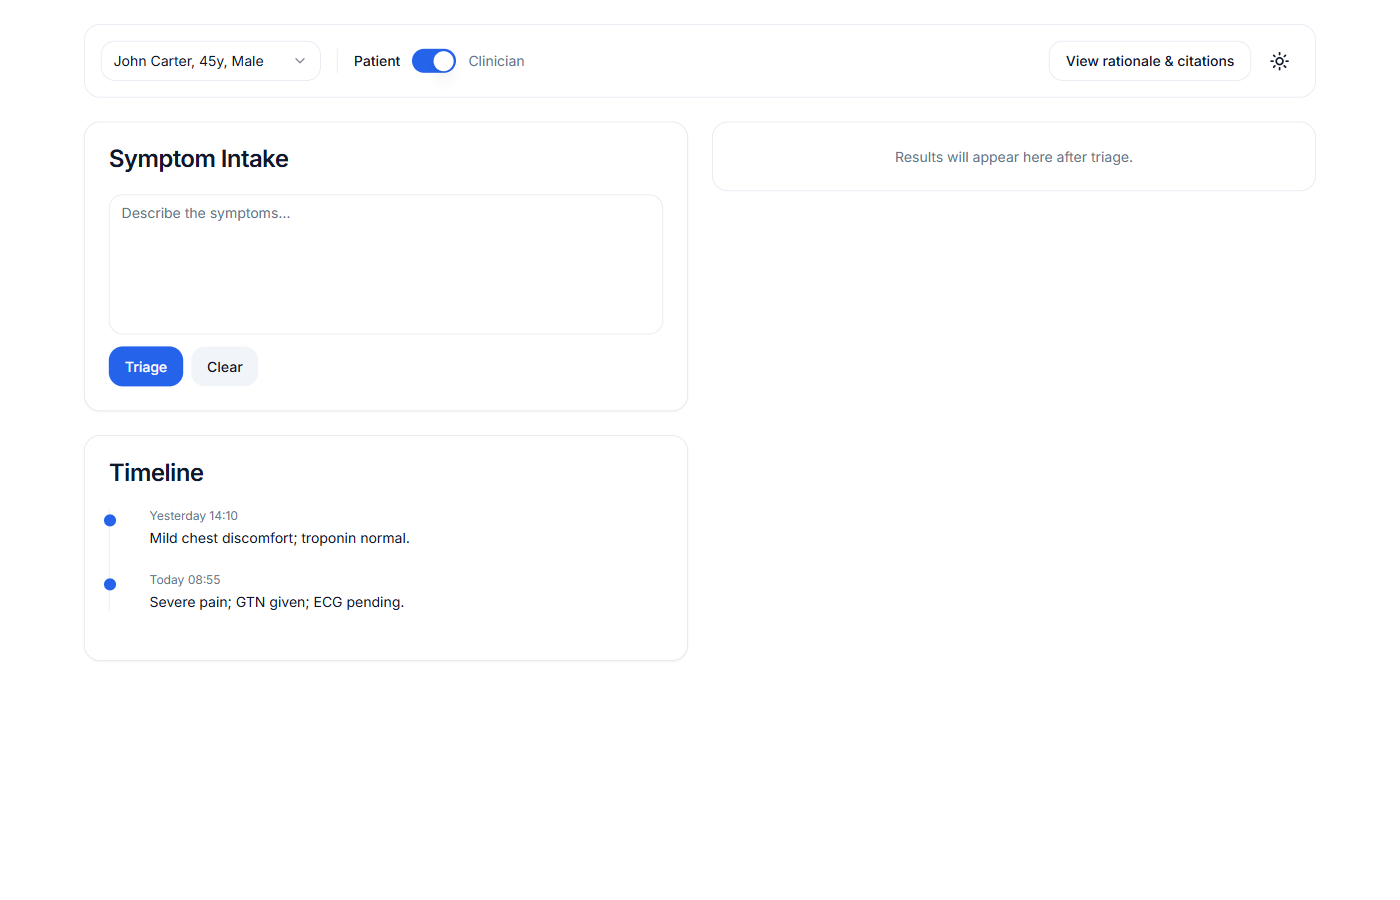 John Carter, 45y, Male
Patient
Clinician
View rationale & citations
Symptom Intake
Describe the symptoms...
Triage
Clear
Results will appear here after triage.
Timeline
Yesterday 14:10
Mild chest discomfort; troponin normal.
Today 08:55
Severe pain; GTN given; ECG pending.